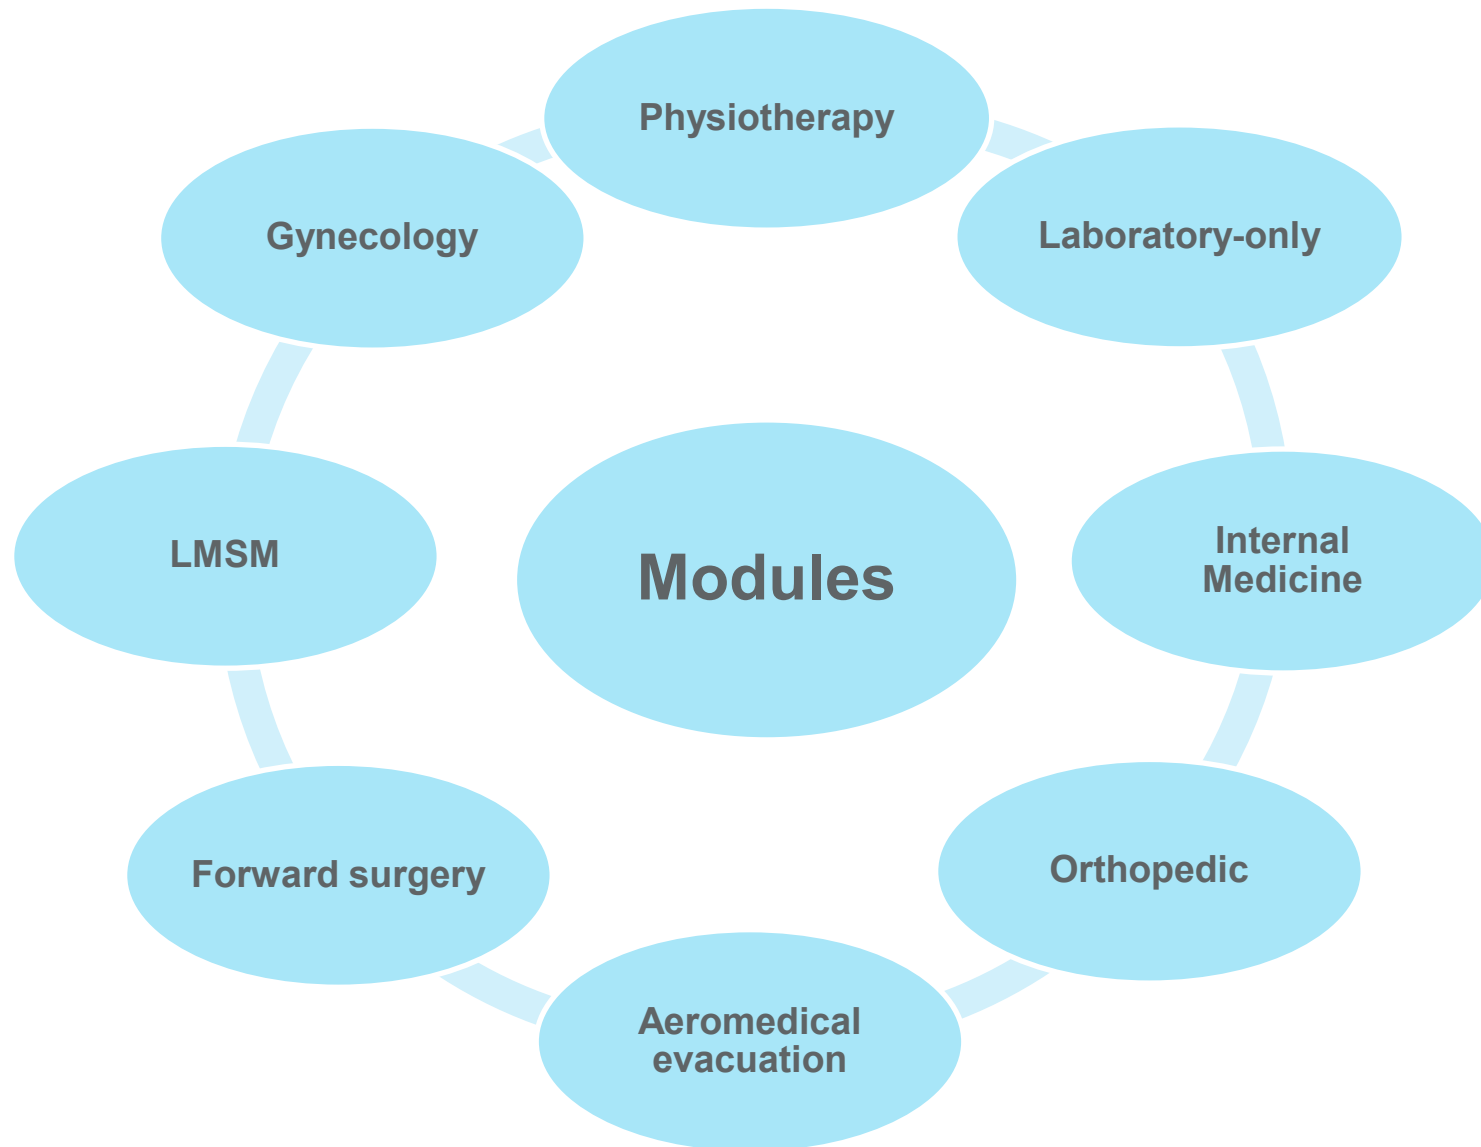 Physiotherapy
Gynecology
Laboratory-only
LMSM
Modules
Internal
Medicine
Forward surgery
Orthopedic
Aeromedical
evacuation